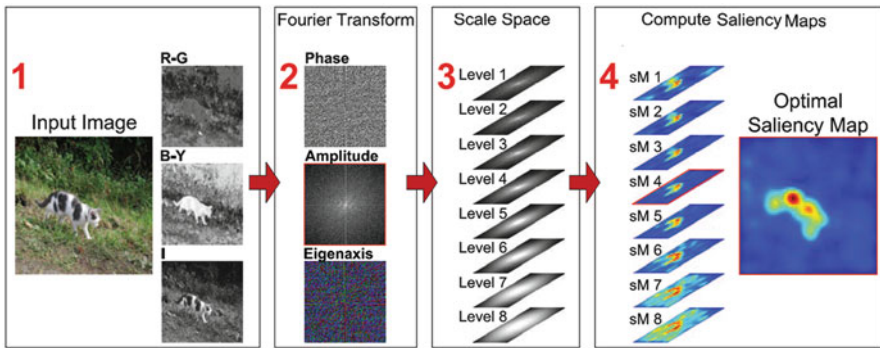 1
Input Image
R-G
B-Y
I
Fourier Transform
2
Phase
Amplitude
Eigenaxis
Scale Space
3
Level 1
Level 2
Level 3
Level 4
Level 5
Level 6
Level 7
Level 8
Compute Saliency Maps
4
sM 1
sM 2
sM 3
sM 4
sM 5
sM 6
sM 7
sM 8
Optimal
Saliency Map